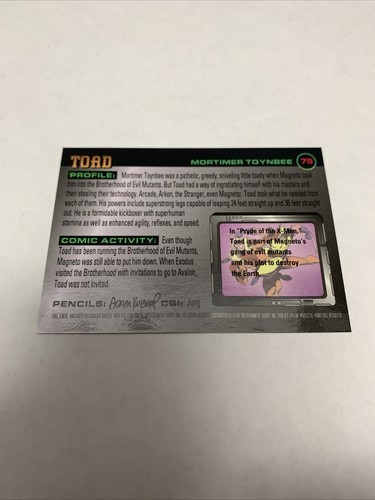 TOAD
MORTIMER TOYNBEE 79
PROFILE: Mortimer Toynbee was a pathetic, greedy, sniveling little toady when Magneto took
him into the Brotherhood of Evil Mutants. But Toad had a way of ingratiating himself with his masters and
then stealing their technology. Arcade, Arkon, the Stranger, even Magneto. Toad took what he needed from
each of them. His powers include superstrong legs capable of leaping 24 feet straight up and 36 feet straight
out. He is a formidable kickboxer with superhuman
stamina as well as enhanced agility, reflexes, and speed.
COMIC ACTIVITY: Even though
Toad has been running the Brotherhood of Evil Mutants,
Magneto was still able to put him down. When Exodus
visited the Brotherhood with invitations to go to Avalon,
Toad was not invited.
In "Pryde of the X-Men,"
Toad is part of Magneto's
gang of evil mutants
and his plot to destroy
the Earth.
PENCILS: Adam Kubert CGI: Jung